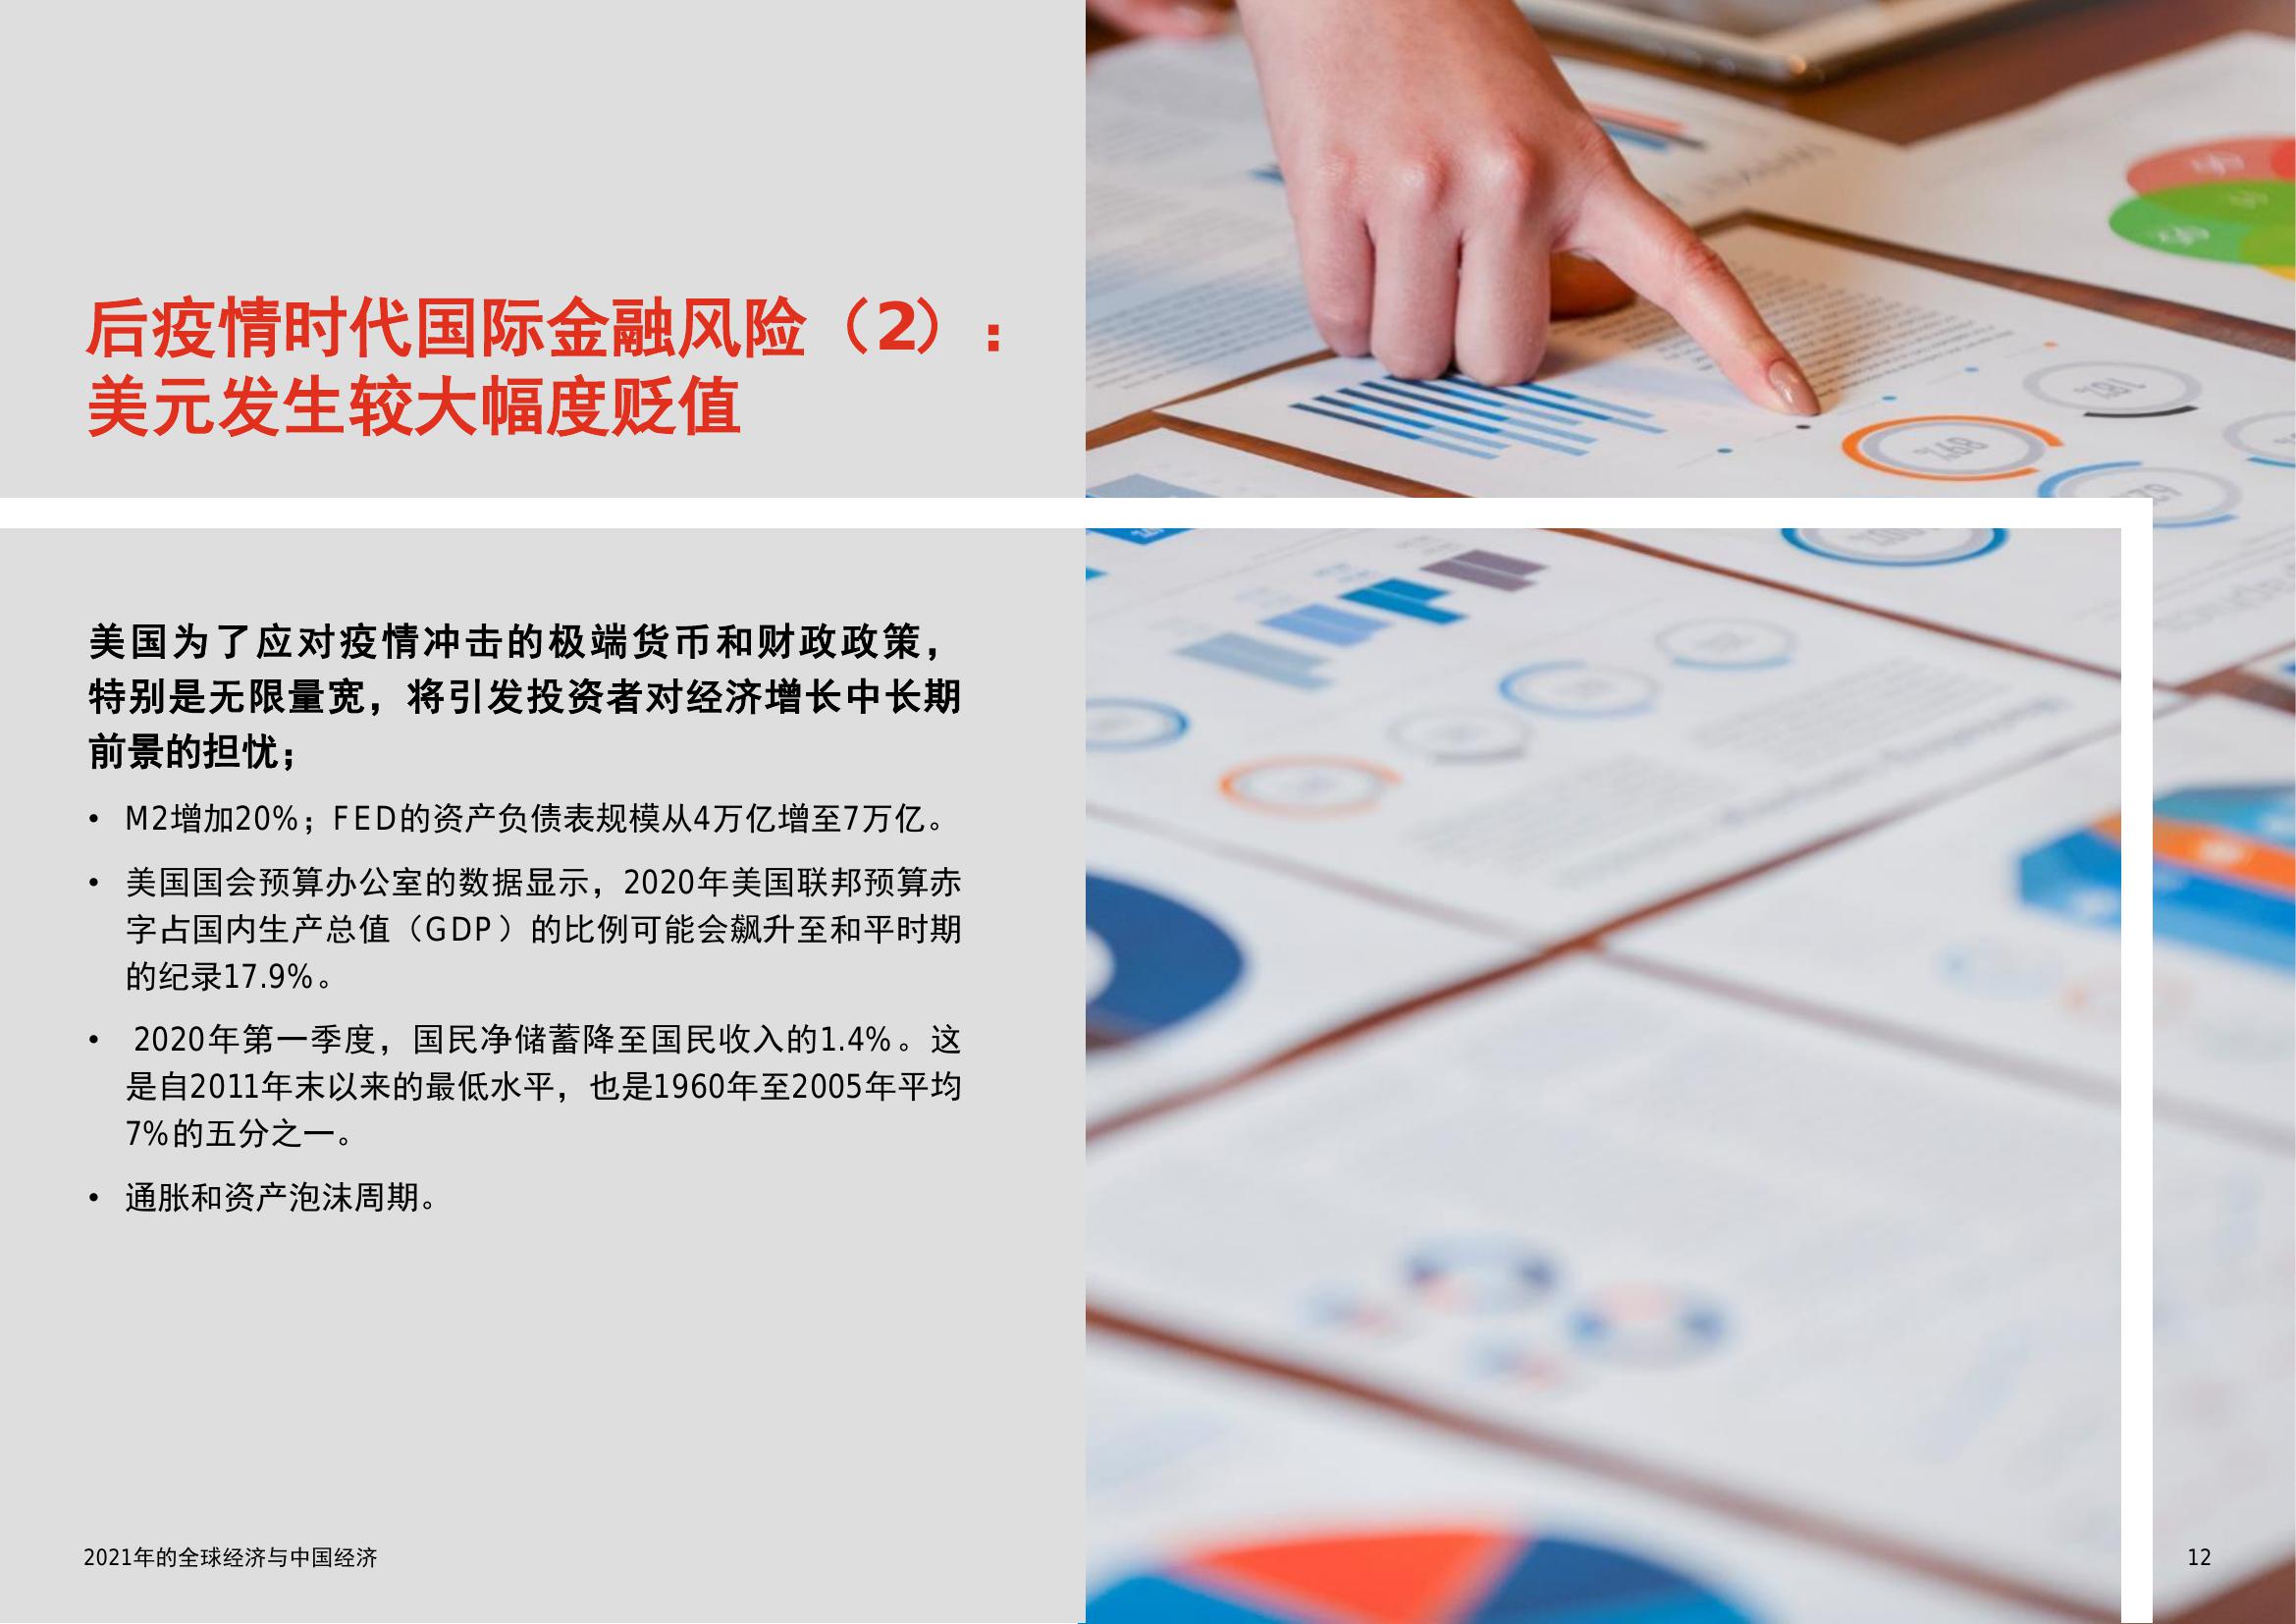 后疫情时代国际金融风险（2）：
美元发生较大幅度贬值
美国为了应对疫情冲击的极端货币和财政政策，
特别是无限量宽，将引发投资者对经济增长中长期
前景的担忧；
• M2增加20%；FED的资产负债表规模从4万亿增至7万亿。
• 美国国会预算办公室的数据显示，2020年美国联邦预算赤
字占国内生产总值（GDP）的比例可能会飙升至和平时期
的纪录17.9%。
• 2020年第一季度，国民净储蓄降至国民收入的1.4%。这
是自2011年末以来的最低水平，也是1960年至2005年平均
7%的五分之一。
• 通胀和资产泡沫周期。
2021年的全球经济与中国经济
12